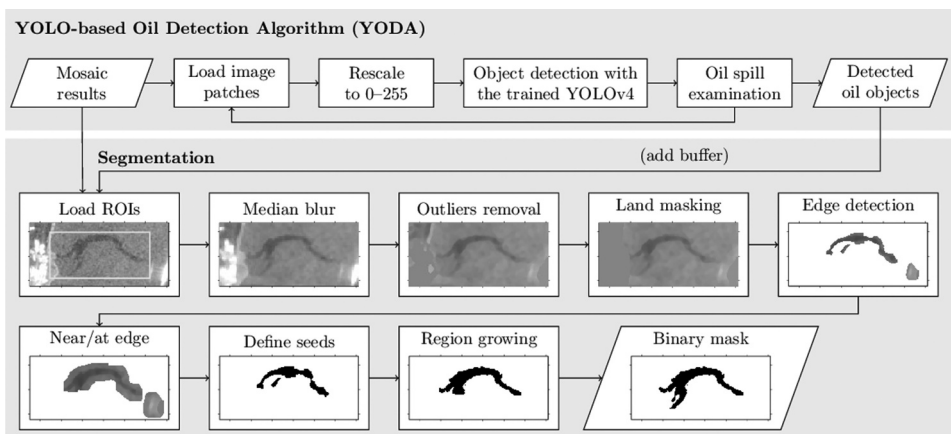 YOLO-based Oil Detection Algorithm (YODA)
Mosaic
results
Load image
patches
Rescale
to 0–255
Object detection with
the trained YOLOv4
Oil spill
examination
Detected
oil objects
Segmentation
(add buffer)
Load ROIs
Median blur
Outliers removal
Land masking
Edge detection
Near/at edge
Define seeds
Region growing
Binary mask